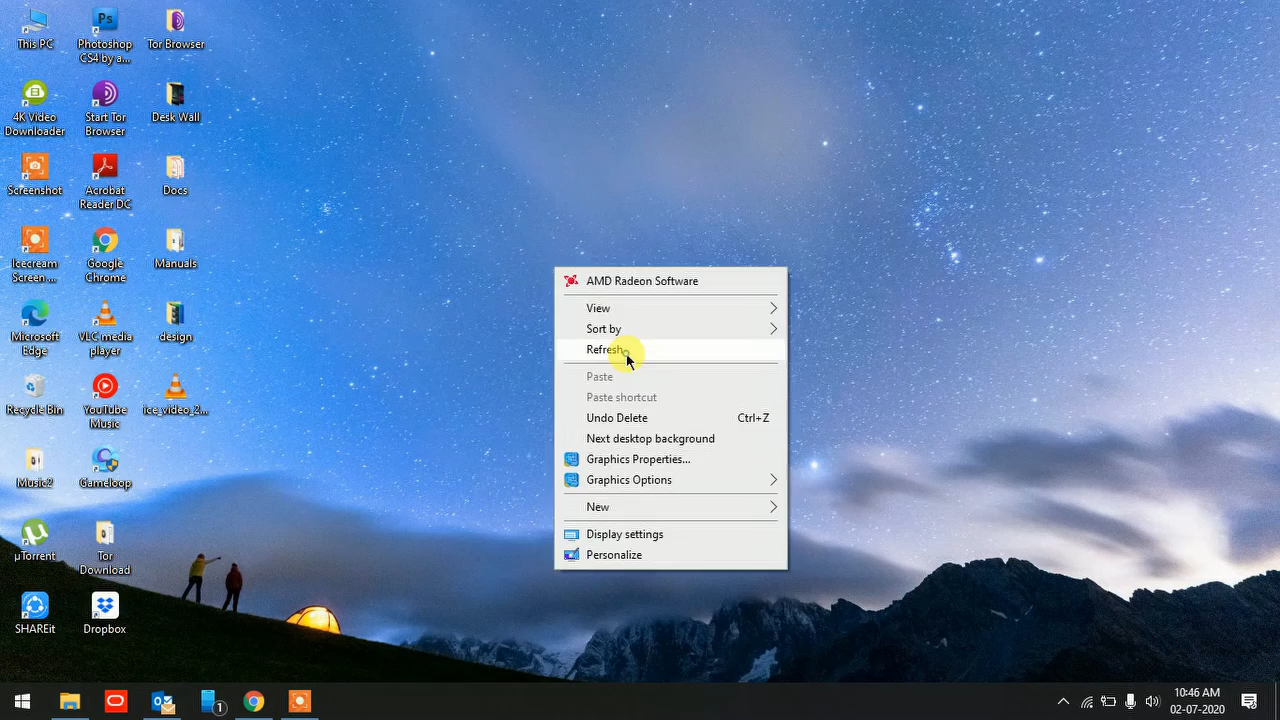 This PC
Photoshop
CS4 by a...
Tor Browser
4K Video
Downloader
Start Tor
Browser
Desk Wall
Screenshot
Acrobat
Reader DC
Docs
Icecream
Screen ...
Google
Chrome
Manuals
Microsoft
Edge
VLC media
player
design
Recycle Bin
YouTube
Music
ice_video_2...
Music2
Gameloop
µTorrent
Tor
Download
SHAREit
Dropbox
AMD Radeon Software
View
Sort by
Refresh
Paste
Paste shortcut
Undo Delete Ctrl+Z
Next desktop background
Graphics Properties...
Graphics Options
New
Display settings
Personalize
1
10:46 AM
02-07-2020